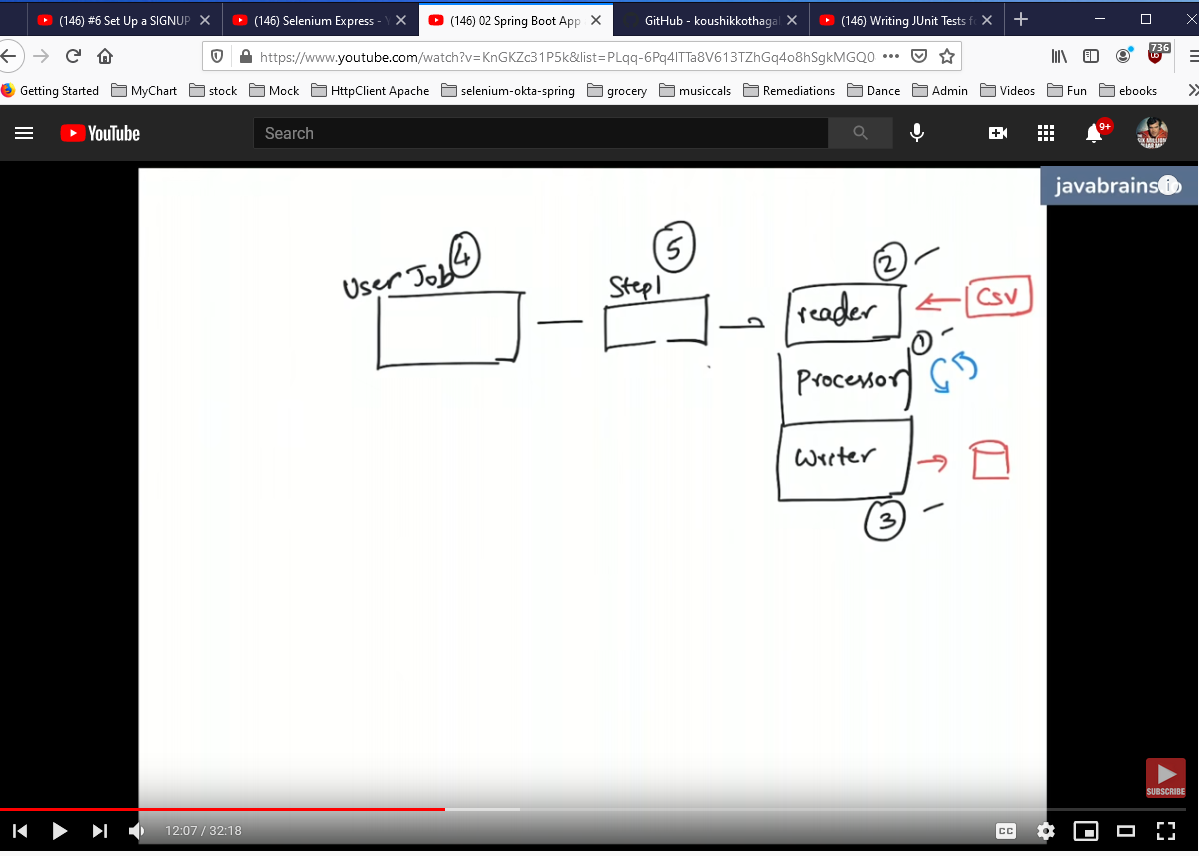 (146) #6 Set Up a SIGNUP
(146) Selenium Express - Y
(146) 02 Spring Boot App
GitHub - koushikkothagal
(146) Writing JUnit Tests fo
https://www.youtube.com/watch?v=KnGKZc31P5k&list=PLqq-6Pq4lTTa8V613TZhGq4o8hSgkMGQ0
736
Getting Started MyChart stock Mock HttpClient Apache selenium-okta-spring grocery musiccals Remediations Dance Admin Videos Fun ebooks
YouTube
Search
9+
javabrains
4
5
2
User Job
Step1
reader
CSV
1
Processor
Writer
3
SUBSCRIBE
12:07 / 32:18
CC